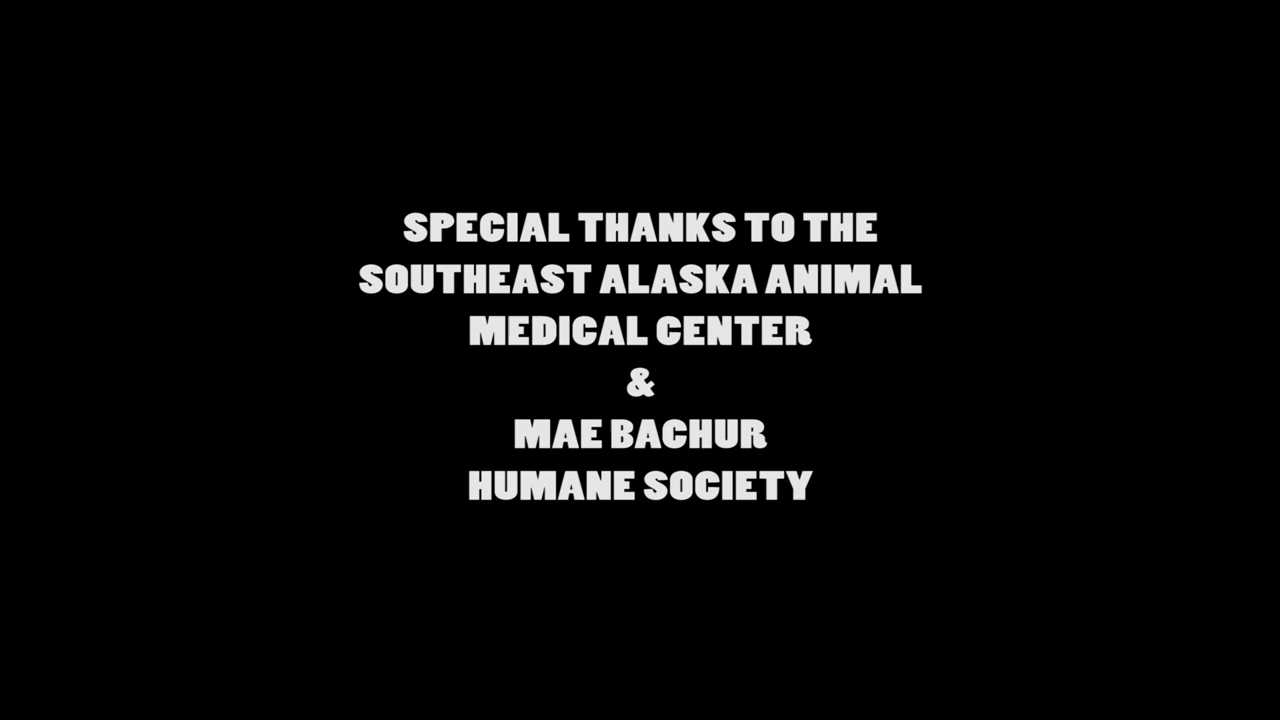 SPECIAL THANKS TO THE
SOUTHEAST ALASKA ANIMAL
MEDICAL CENTER
&
MAE BACHUR
HUMANE SOCIETY